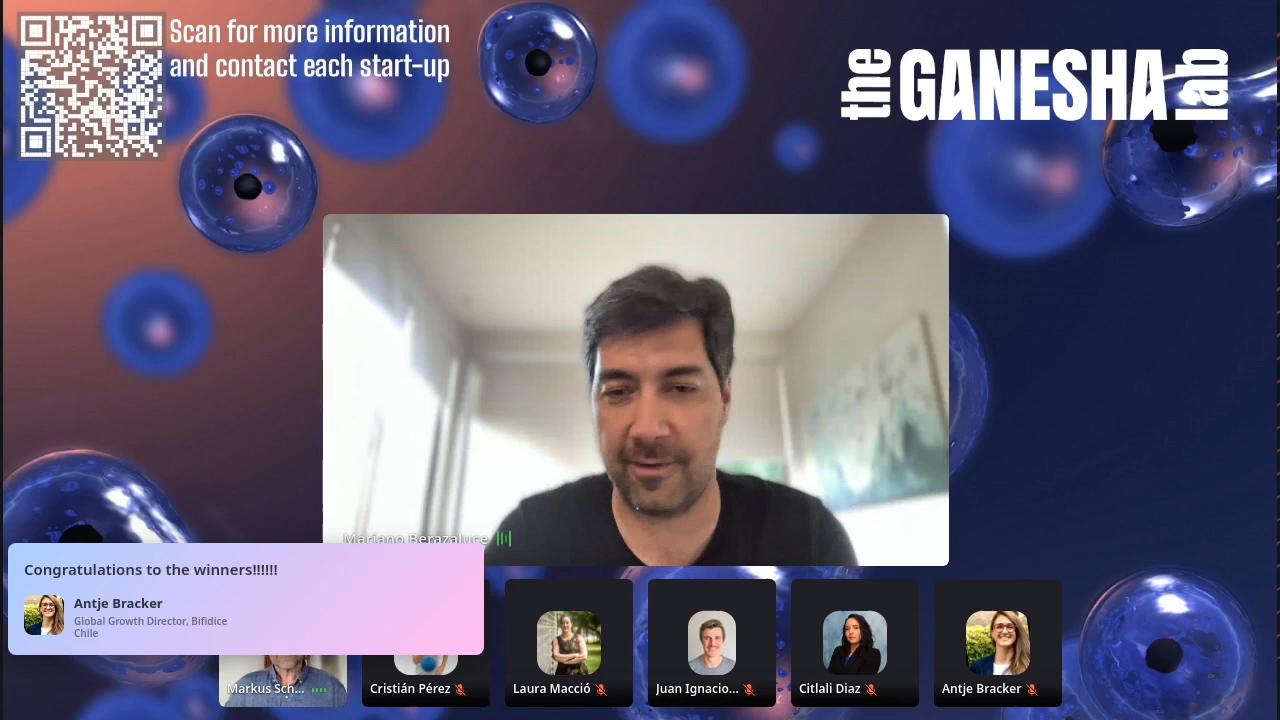 Scan for more information
and contact each start-up
the GANESHA lab
Mariano Berazaluce
Congratulations to the winners!!!!!!
Antje Bracker
Global Growth Director, Bifidice
Chile
Markus Sch...
Cristián Pérez
Laura Macció
Juan Ignacio...
Citlali Diaz
Antje Bracker